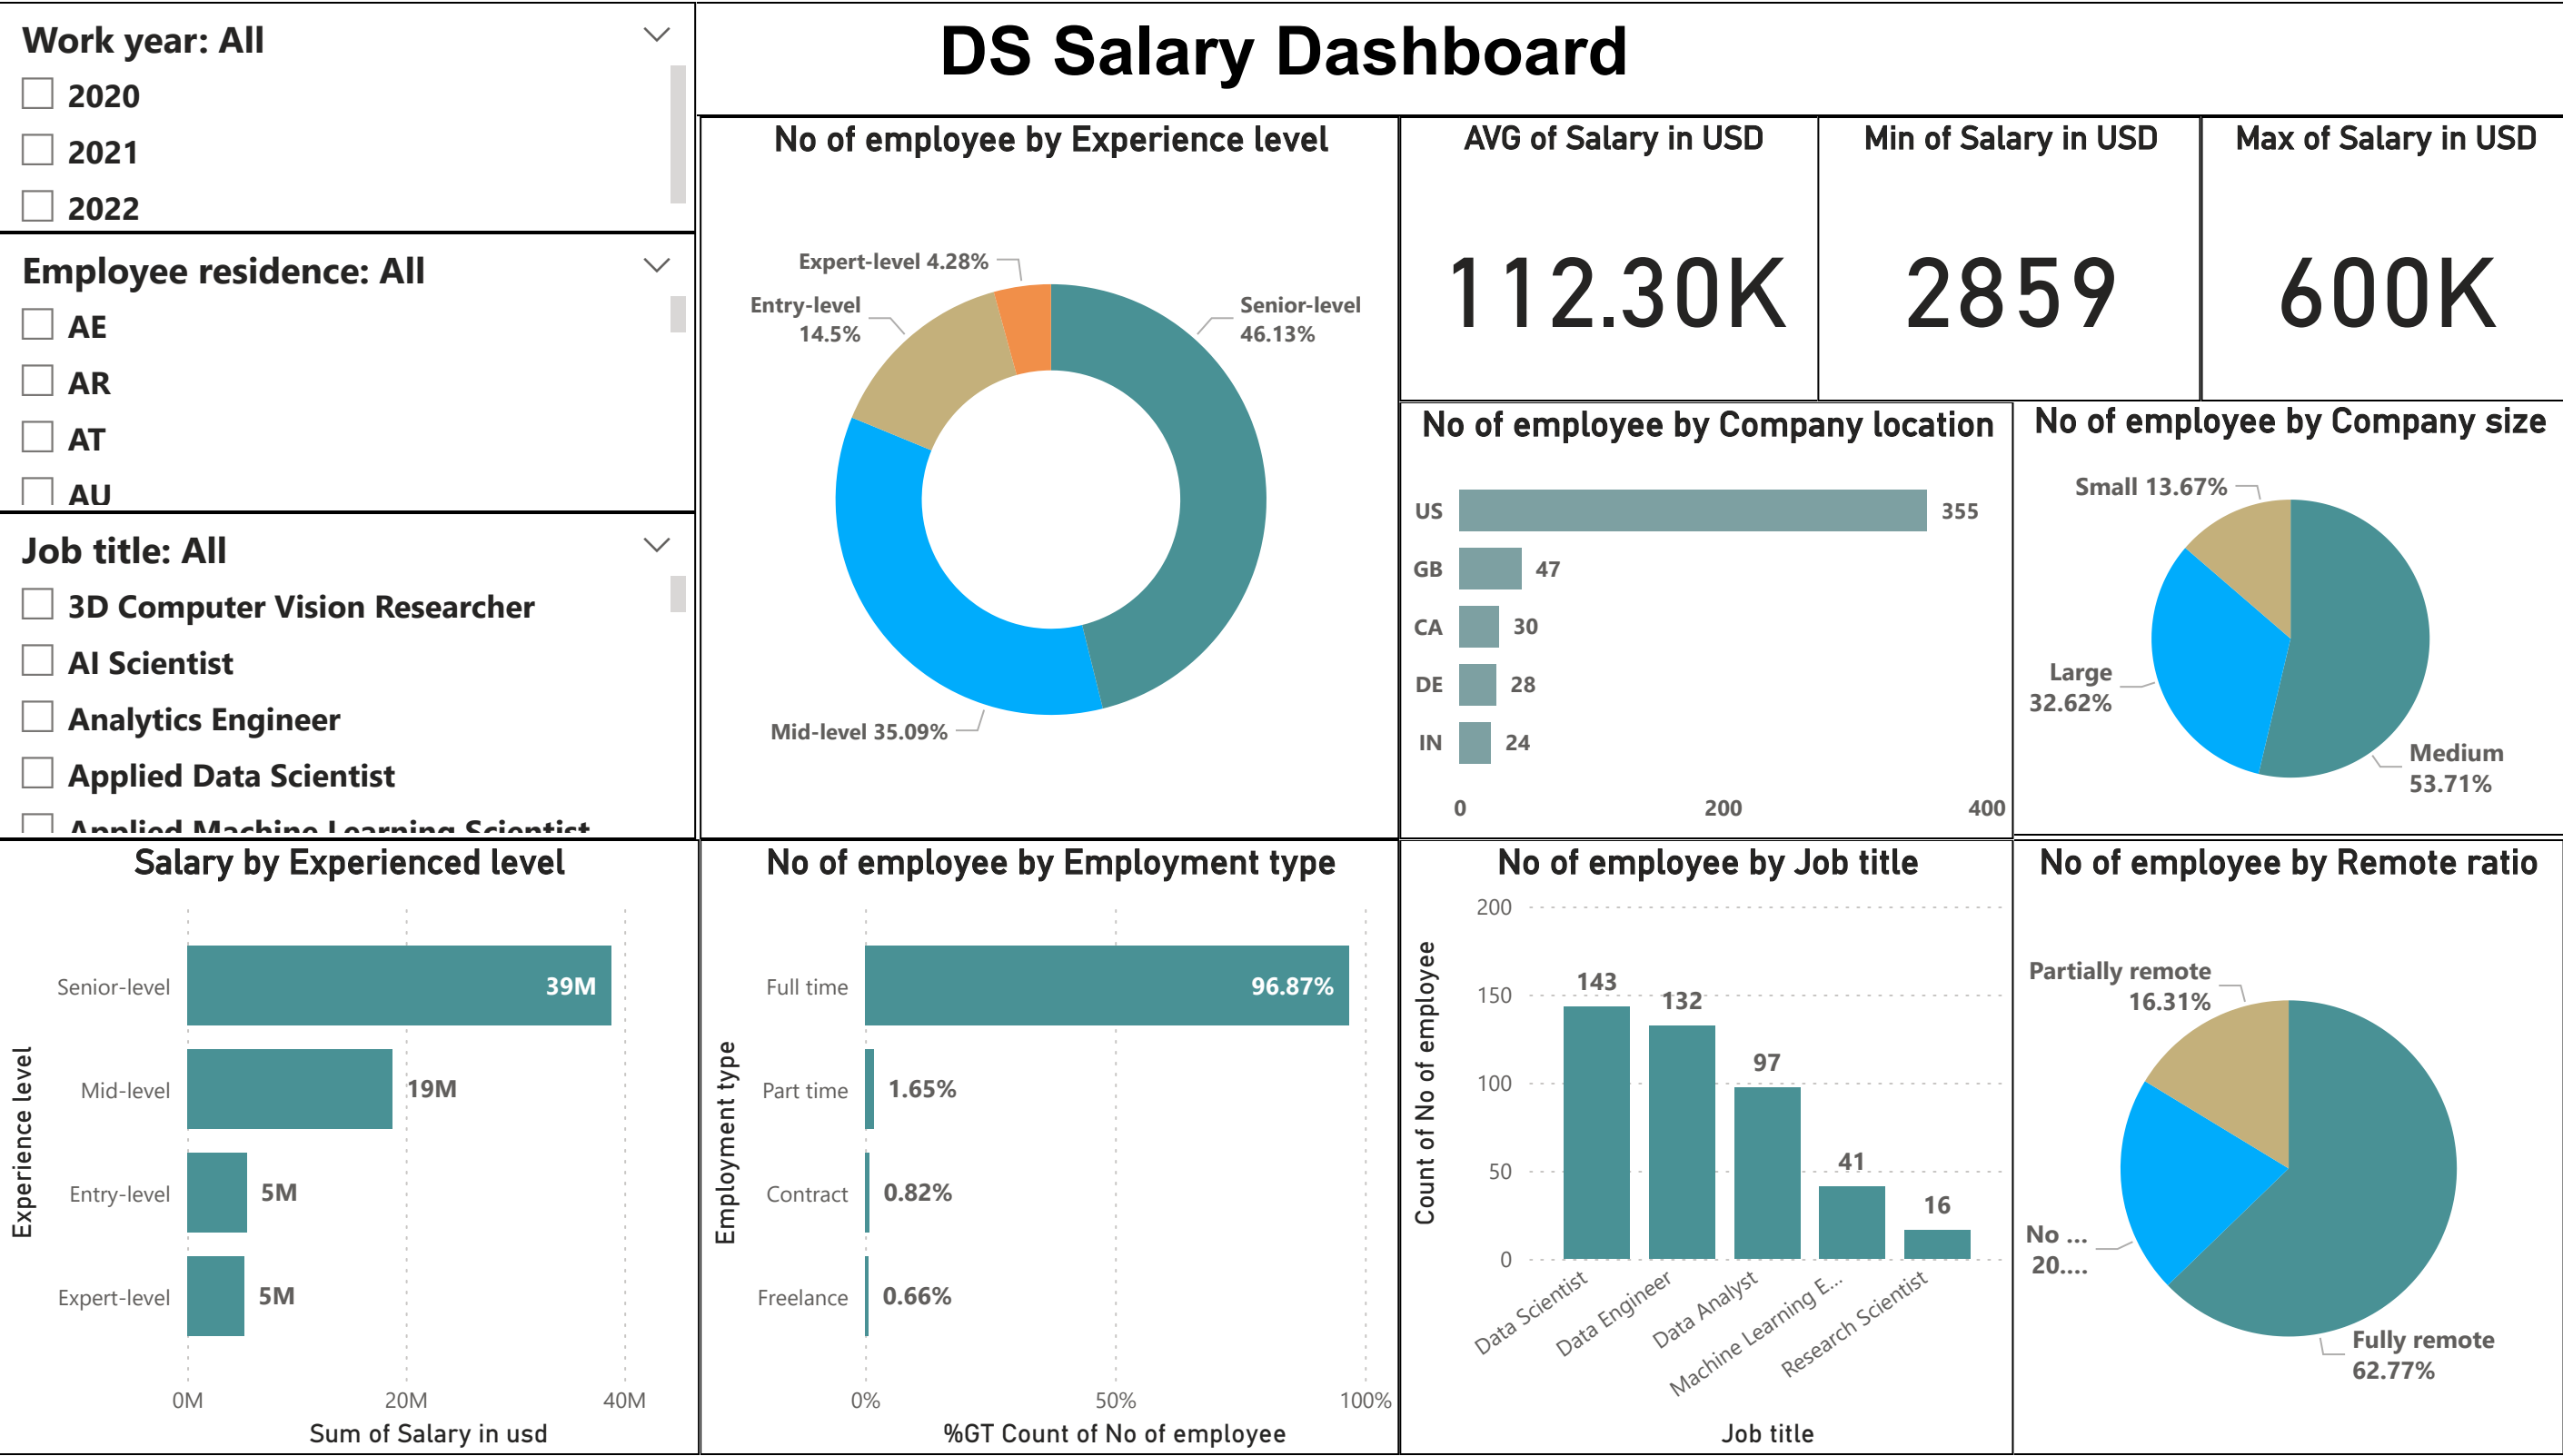 Work year: All
2020
2021
2022
Employee residence: All
AE
AR
AT
AU
Job title: All
3D Computer Vision Researcher
AI Scientist
Analytics Engineer
Applied Data Scientist
Applied Machine Learning Scientist
DS Salary Dashboard
No of employee by Experience level
Expert-level 4.28%
Entry-level
14.5%
Senior-level
46.13%
Mid-level 35.09%
AVG of Salary in USD
112.30K
Min of Salary in USD
2859
Max of Salary in USD
600K
No of employee by Company location
US 355
GB 47
CA 30
DE 28
IN 24
0 200 400
No of employee by Company size
Small 13.67%
Large
32.62%
Medium
53.71%
Salary by Experienced level
Experience level
Senior-level 39M
Mid-level 19M
Entry-level 5M
Expert-level 5M
0M 20M 40M
Sum of Salary in usd
No of employee by Employment type
Employment type
Full time 96.87%
Part time 1.65%
Contract 0.82%
Freelance 0.66%
0% 50% 100%
%GT Count of No of employee
No of employee by Job title
Count of No of employee
200
150
100
50
0
143
132
97
41
16
Data Scientist
Data Engineer
Data Analyst
Machine Learning E...
Research Scientist
Job title
No of employee by Remote ratio
Partially remote
16.31%
No ...
20....
Fully remote
62.77%